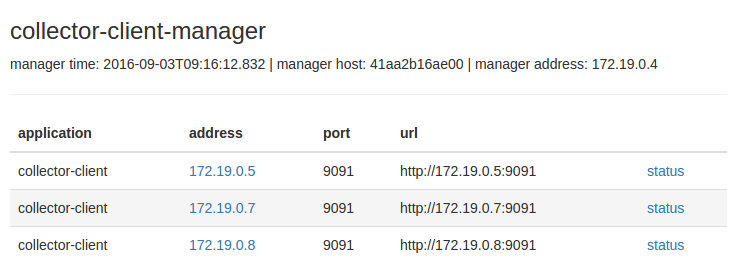 collector-client-manager
manager time: 2016-09-03T09:16:12.832 | manager host: 41aa2b16ae00 | manager address: 172.19.0.4
application address port url
collector-client 172.19.0.5 9091 http://172.19.0.5:9091 status
collector-client 172.19.0.7 9091 http://172.19.0.7:9091 status
collector-client 172.19.0.8 9091 http://172.19.0.8:9091 status